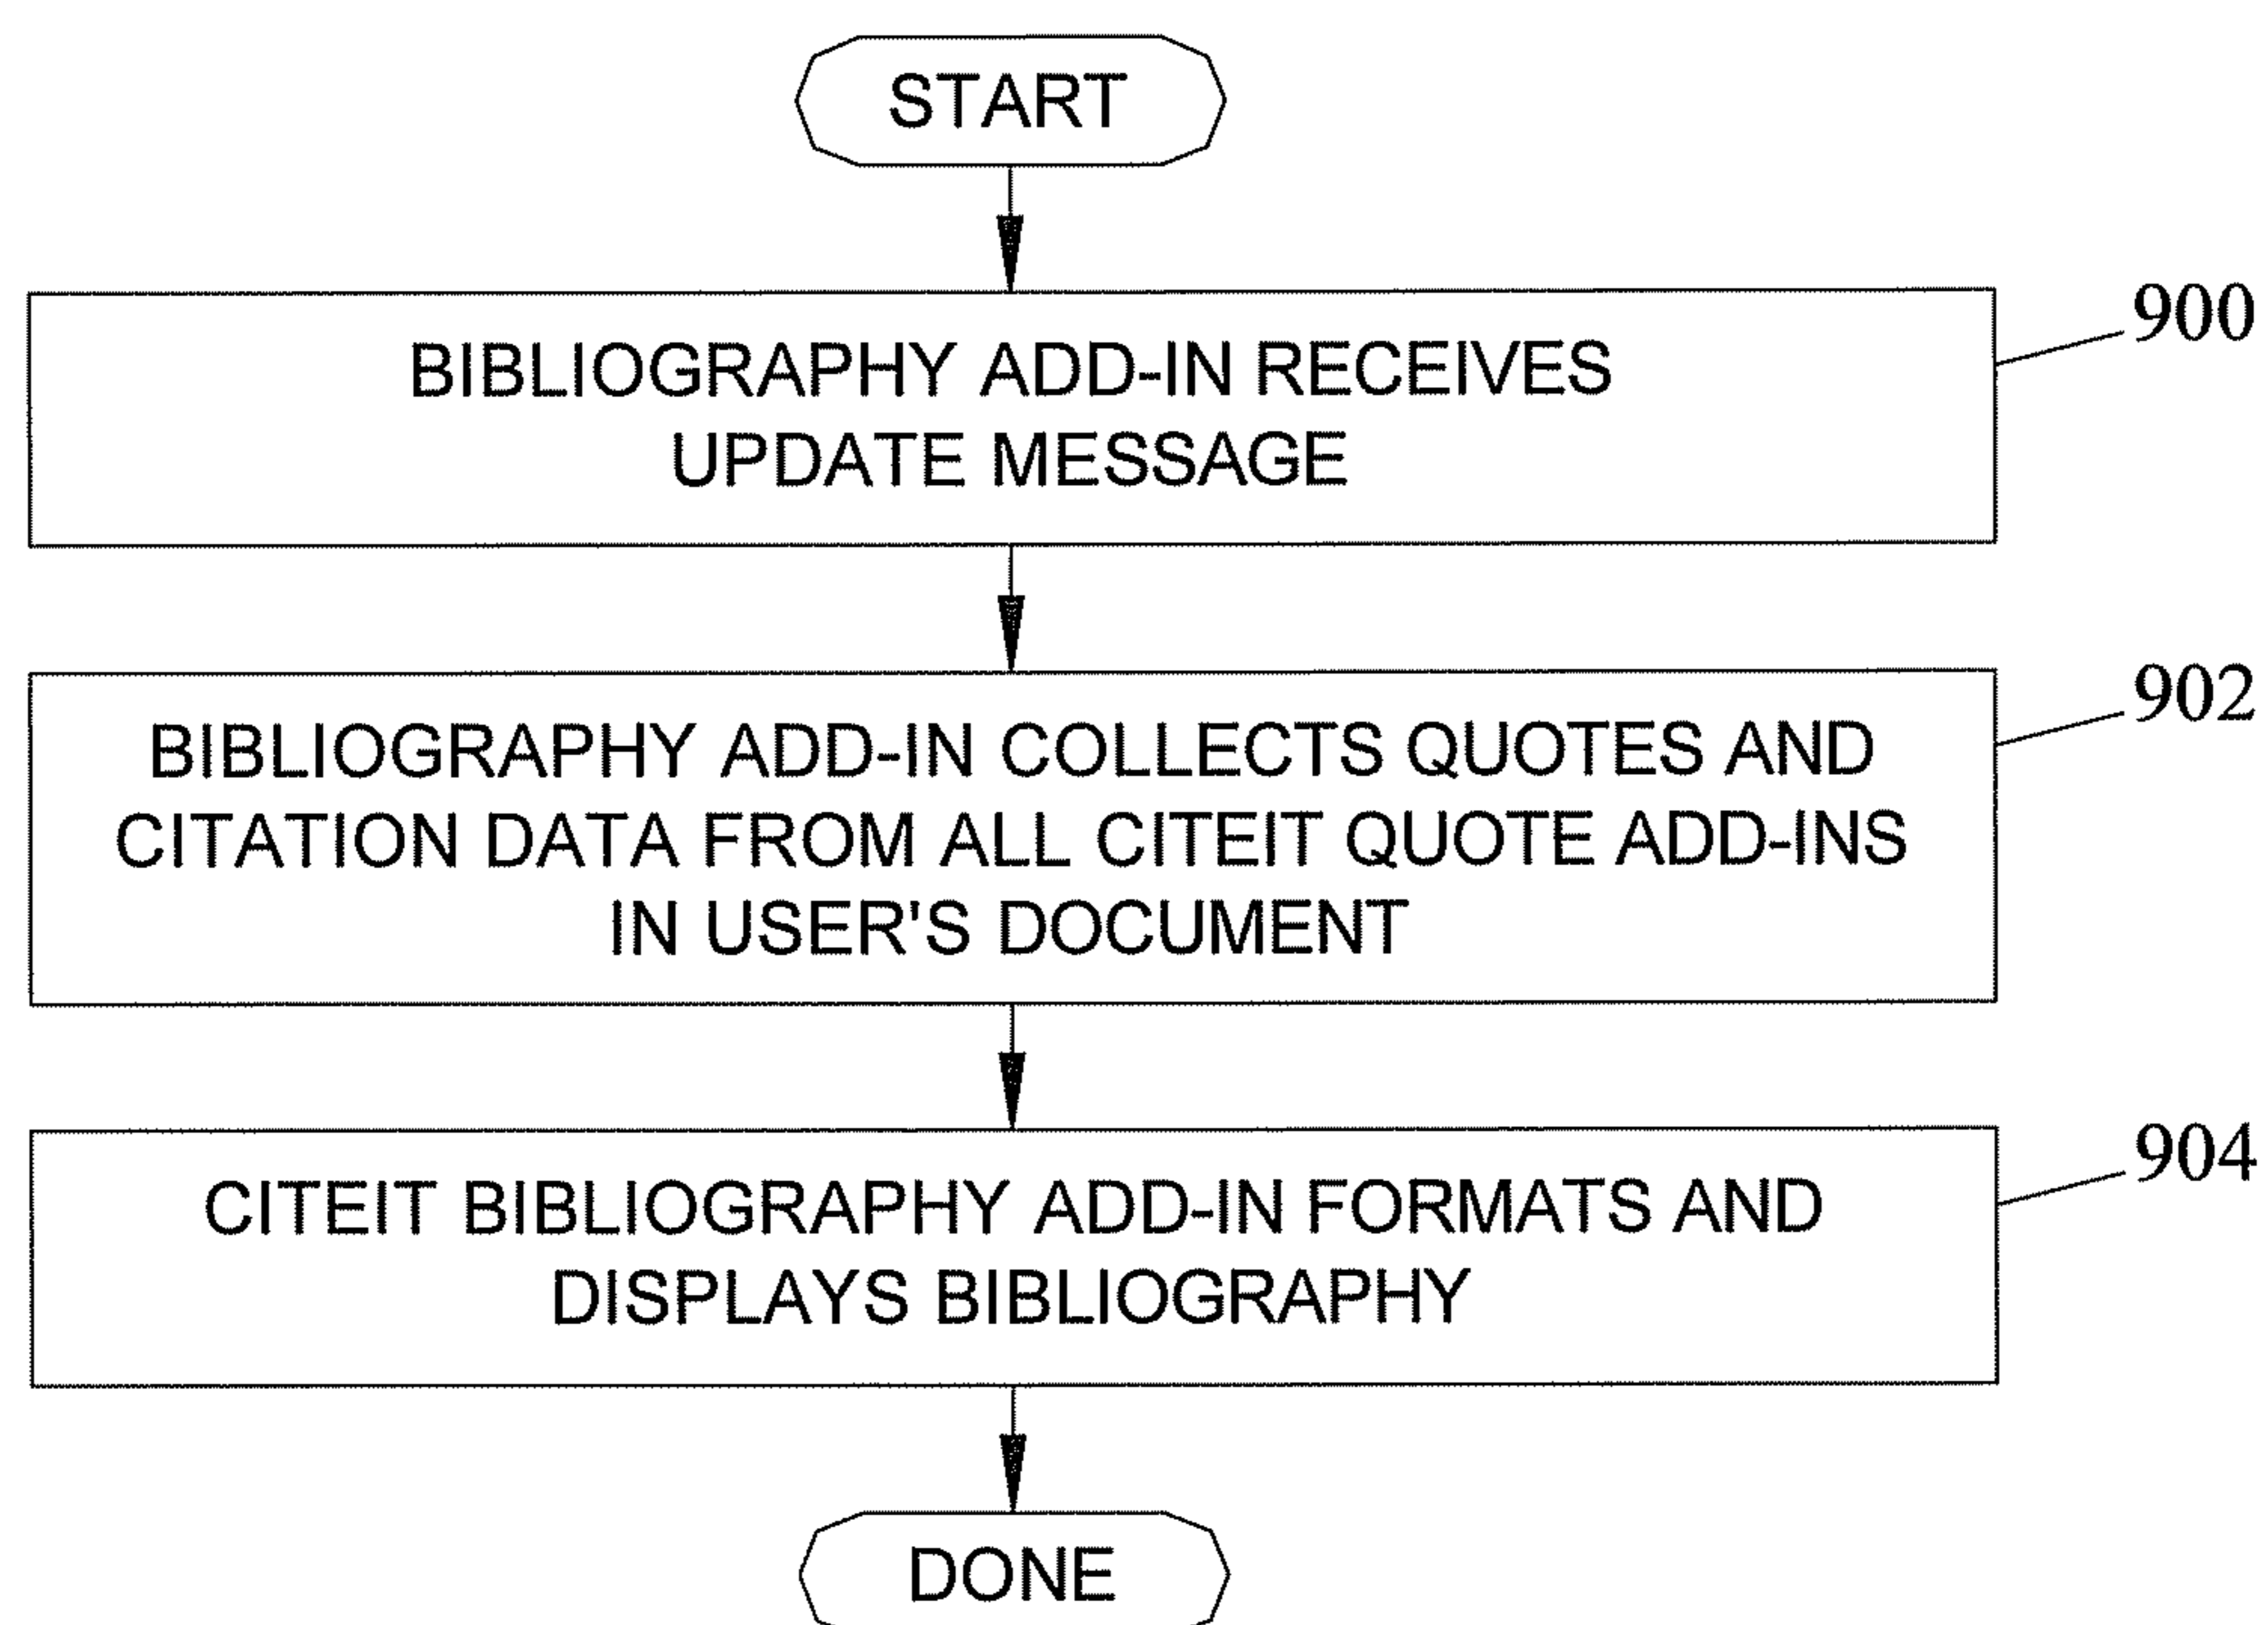 START
BIBLIOGRAPHY ADD-IN RECEIVES
UPDATE MESSAGE
900
BIBLIOGRAPHY ADD-IN COLLECTS QUOTES AND
CITATION DATA FROM ALL CITEIT QUOTE ADD-INS
IN USER'S DOCUMENT
902
CITEIT BIBLIOGRAPHY ADD-IN FORMATS AND
DISPLAYS BIBLIOGRAPHY
904
DONE